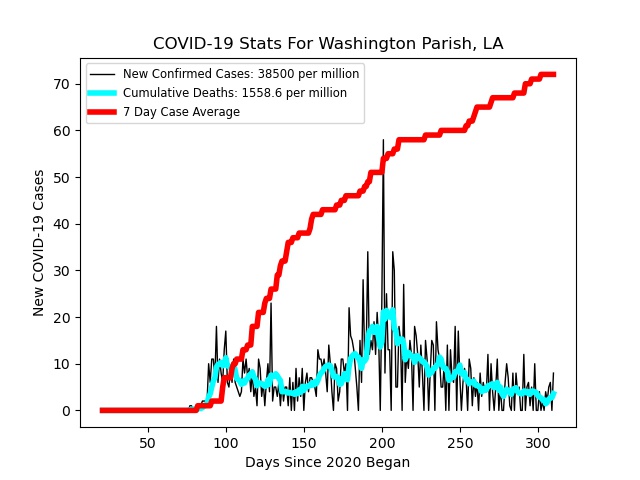 COVID-19 Stats For Washington Parish, LA
New Confirmed Cases: 38500 per million
Cumulative Deaths: 1558.6 per million
7 Day Case Average
New COVID-19 Cases
70
60
50
40
30
20
10
0
50 100 150 200 250 300
Days Since 2020 Began